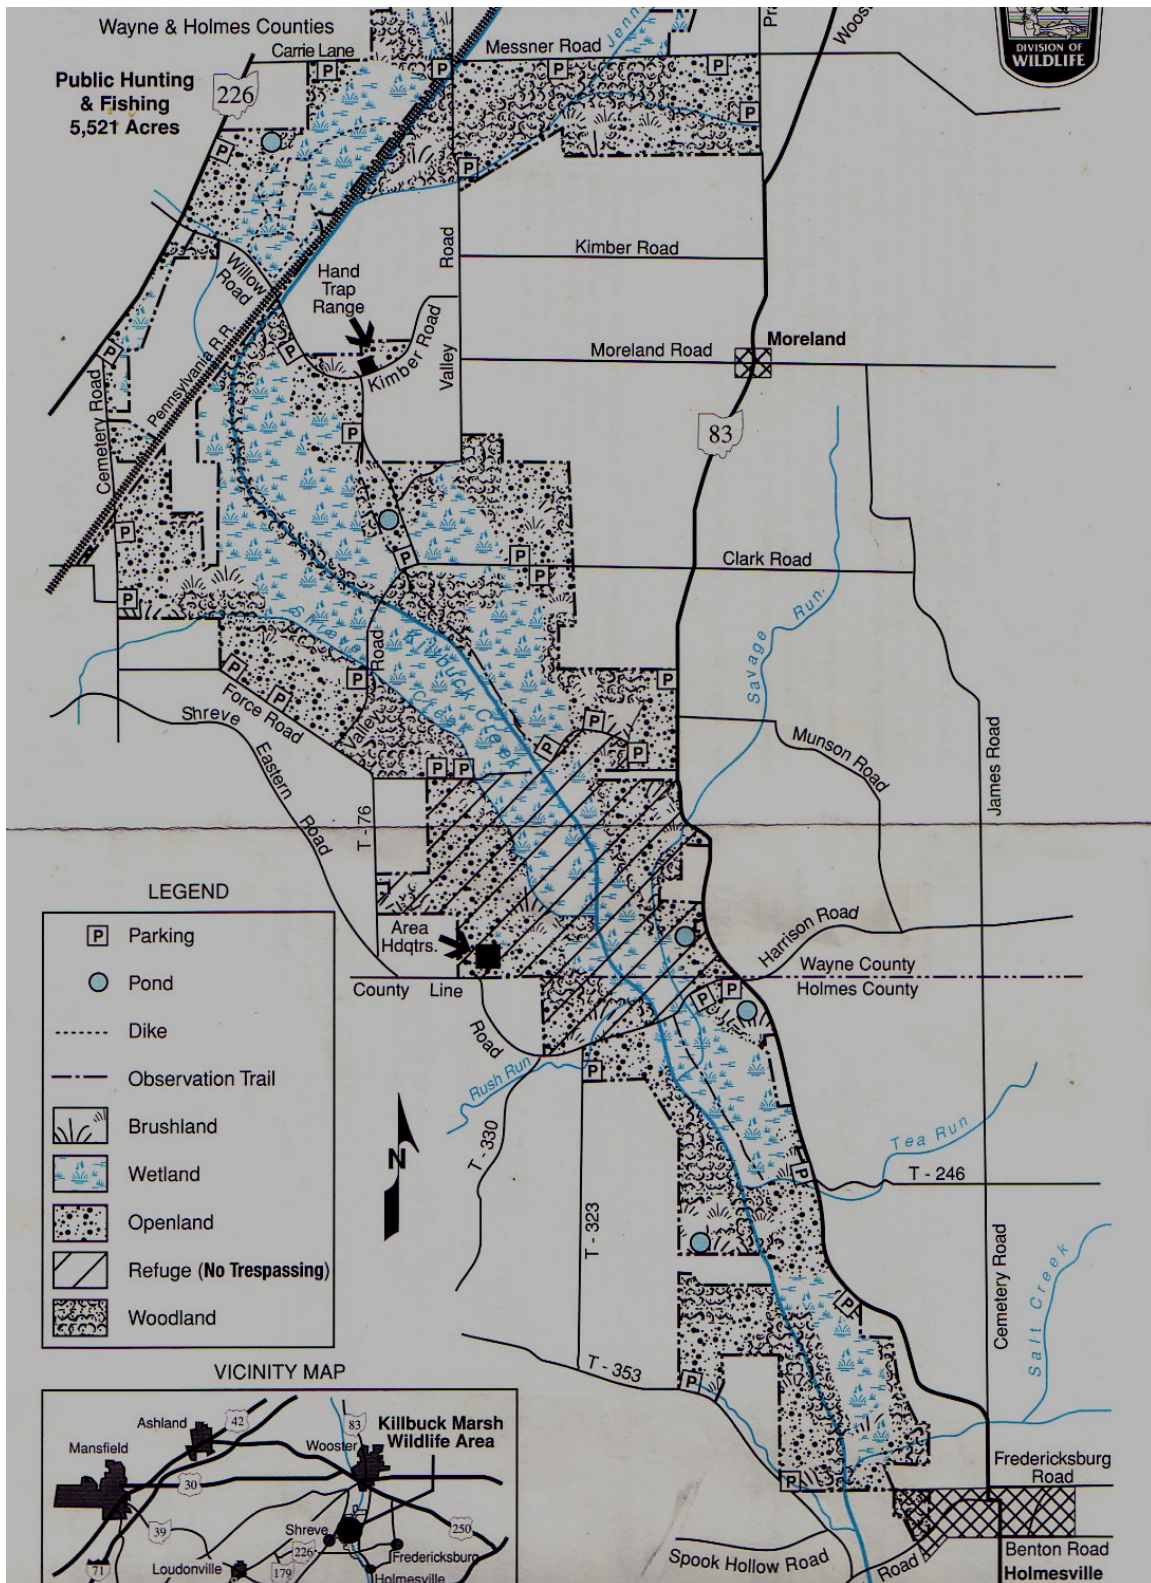 Wayne & Holmes Counties
Public Hunting
& Fishing
5,521 Acres
226
Carrie Lane
Messner Road
DIVISION OF
WILDLIFE
P
P
P
P
P
P
P
Willow
Road
Hand
Trap
Range
Road
Valley
Kimber Road
Kimber Road
Pennsylvania R.R.
Cemetery Road
Moreland Road
Moreland
83
P
P
P
P
P
P
P
P
P
Clark Road
Savage Run
Shreve
Creek
Killbuck Creek
Valley
Road
Force Road
P
P
P
P
P
P
P
P
P
Shreve
Eastern
Road
T - 76
Munson Road
James Road
Harrison Road
Area
Hdqtrs.
County Line
Road
Wayne County
Holmes County
P
P
P
Rush Run
T - 330
T - 323
N
Tea Run
T - 246
P
Salt Creek
Cemetery Road
P
T - 353
P
P
Fredericksburg
Road
Benton Road
Holmesville
Spook Hollow Road
Road
LEGEND
P Parking
Pond
Dike
Observation Trail
Brushland
Wetland
Openland
Refuge (No Trespassing)
Woodland
VICINITY MAP
Ashland
42
83
Killbuck Marsh
Wildlife Area
Mansfield
Wooster
30
39
Shreve
250
226
Fredericksburg
71
Loudonville
179
Holmesville